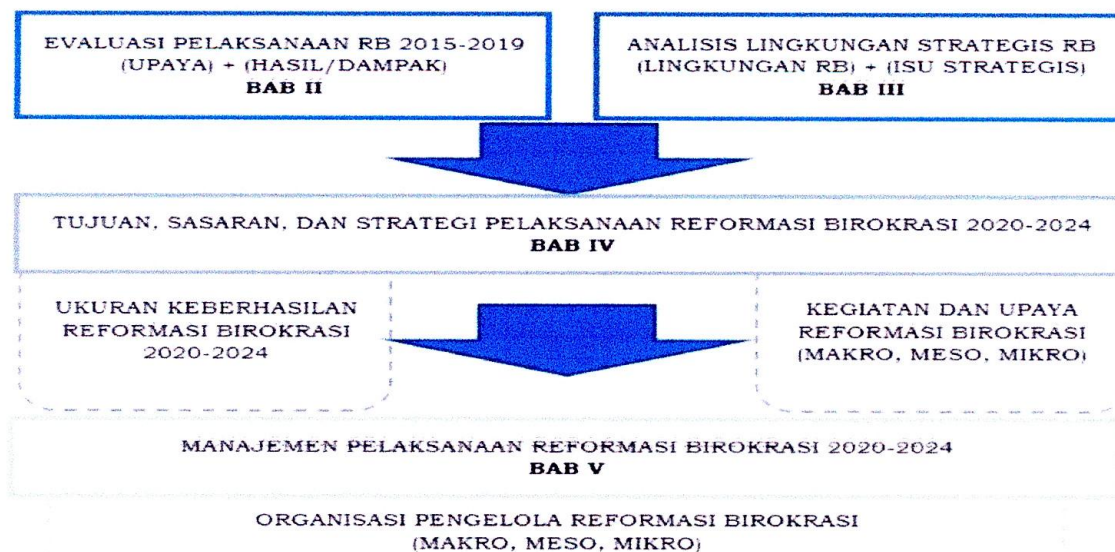 EVALUASI PELAKSANAAN RB 2015-2019
(UPAYA) + (HASIL/DAMPAK)
BAB II
ANALISIS LINGKUNGAN STRATEGIS RB
(LINGKUNGAN RB) + (ISU STRATEGIS)
BAB III
TUJUAN, SASARAN, DAN STRATEGI PELAKSANAAN REFORMASI BIROKRASI 2020-2024
BAB IV
UKURAN KEBERHASILAN
REFORMASI BIROKRASI
2020-2024
KEGIATAN DAN UPAYA
REFORMASI BIROKRASI
(MAKRO, MESO, MIKRO)
MANAJEMEN PELAKSANAAN REFORMASI BIROKRASI 2020-2024
BAB V
ORGANISASI PENGELOLA REFORMASI BIROKRASI
(MAKRO, MESO, MIKRO)